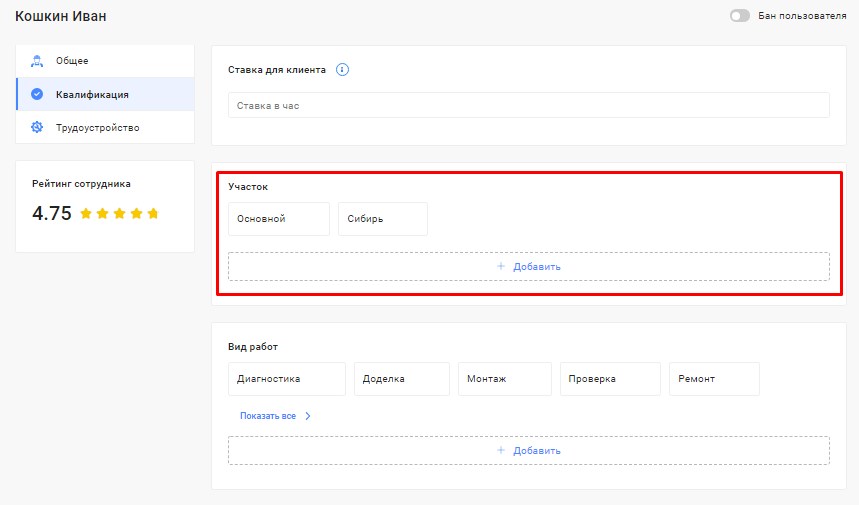 Кошкин Иван
Бан пользователя
Общее
Квалификация
Трудоустройство
Рейтинг сотрудника
4.75
Ставка для клиента
Ставка в час
Участок
Основной Сибирь
+ Добавить
Вид работ
Диагностика Доделка Монтаж Проверка Ремонт
Показать все
+ Добавить